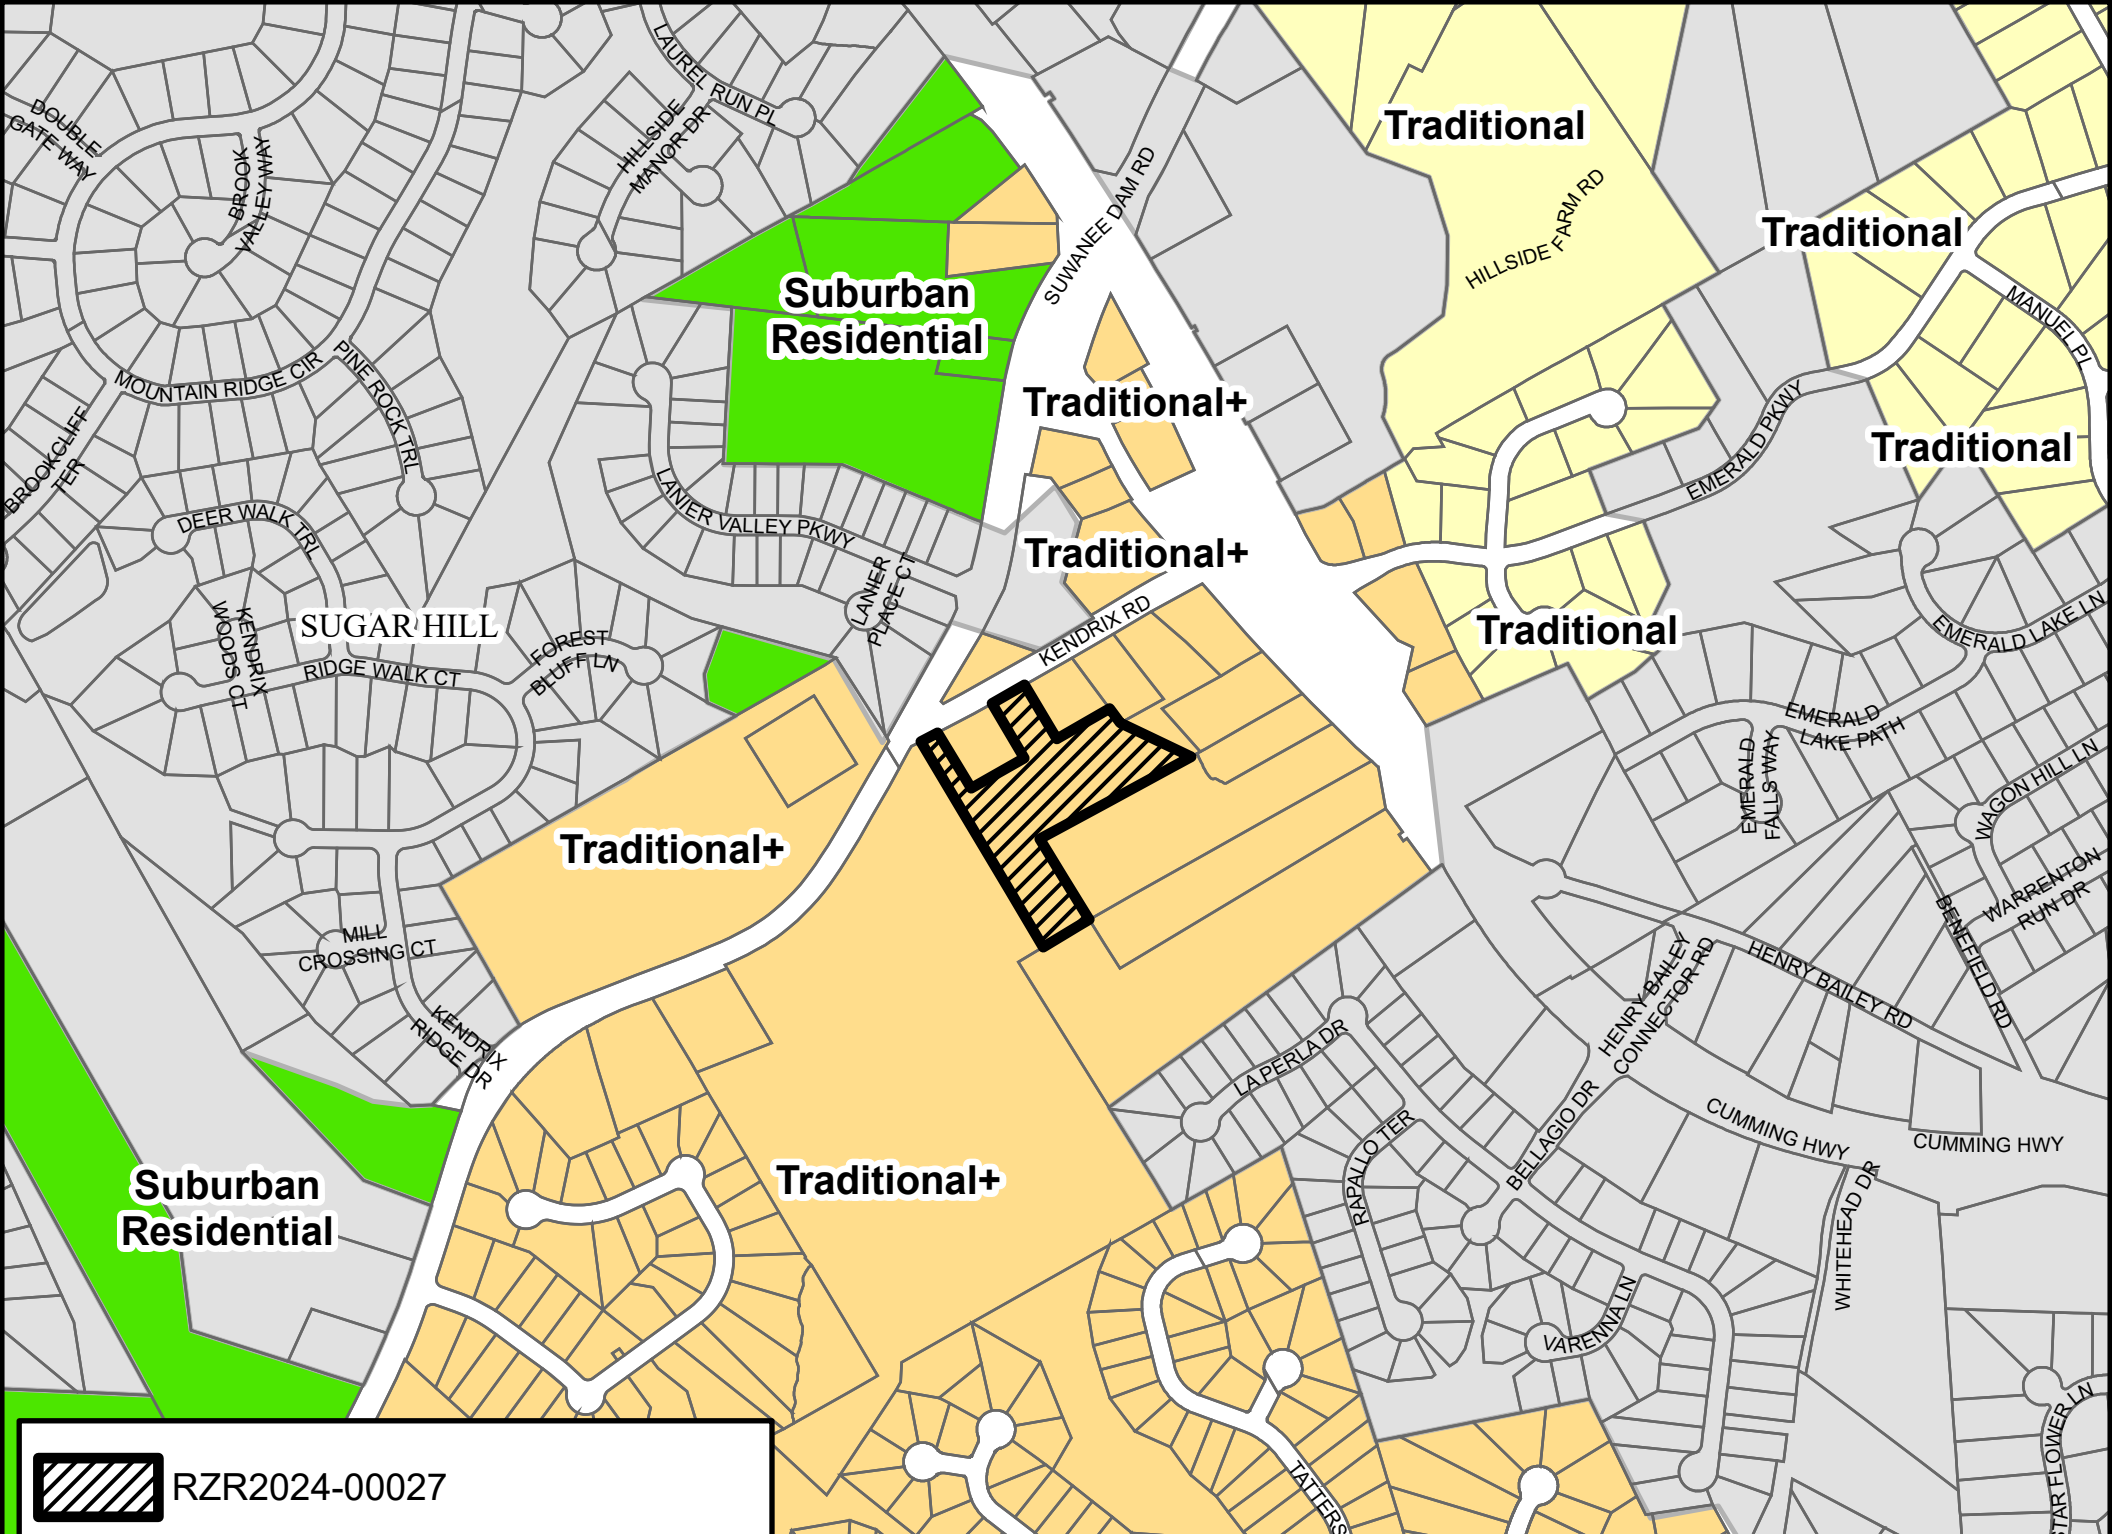 LAUREL RUN PL
DOUBLE
GATE WAY
BROOK
VALLEY WAY
HILLSIDE
MANOR DR
Traditional
HILLSIDE FARM RD
SUWANEE DAM RD
Traditional
MANUEL PL
Suburban
Residential
MOUNTAIN RIDGE CIR
PINE ROCK TRL
Traditional+
EMERALD PKWY
Traditional
BROOKCLIFF
TER
DEER WALK TRL
LANIER VALLEY PKWY
LANIER
PLACE CT
Traditional+
KENDRIX RD
KENDRIX
WOODS CT
SUGAR HILL
FOREST
BLUFF LN
RIDGE WALK CT
Traditional
EMERALD LAKE LN
EMERALD
LAKE PATH
EMERALD
FALLS WAY
WAGON HILL LN
Traditional+
WARRENTON
RUN DR
BENEFIELD RD
MILL
CROSSING CT
HENRY BAILEY
CONNECTOR RD
HENRY BAILEY RD
KENDRIX
RIDGE DR
LA PERLA DR
BELLAGIO DR
CUMMING HWY
CUMMING HWY
RAPALLO TER
Suburban
Residential
Traditional+
WHITEHEAD DR
VARENNA LN
STAR FLOWER LN
TATTERS
RZR2024-00027